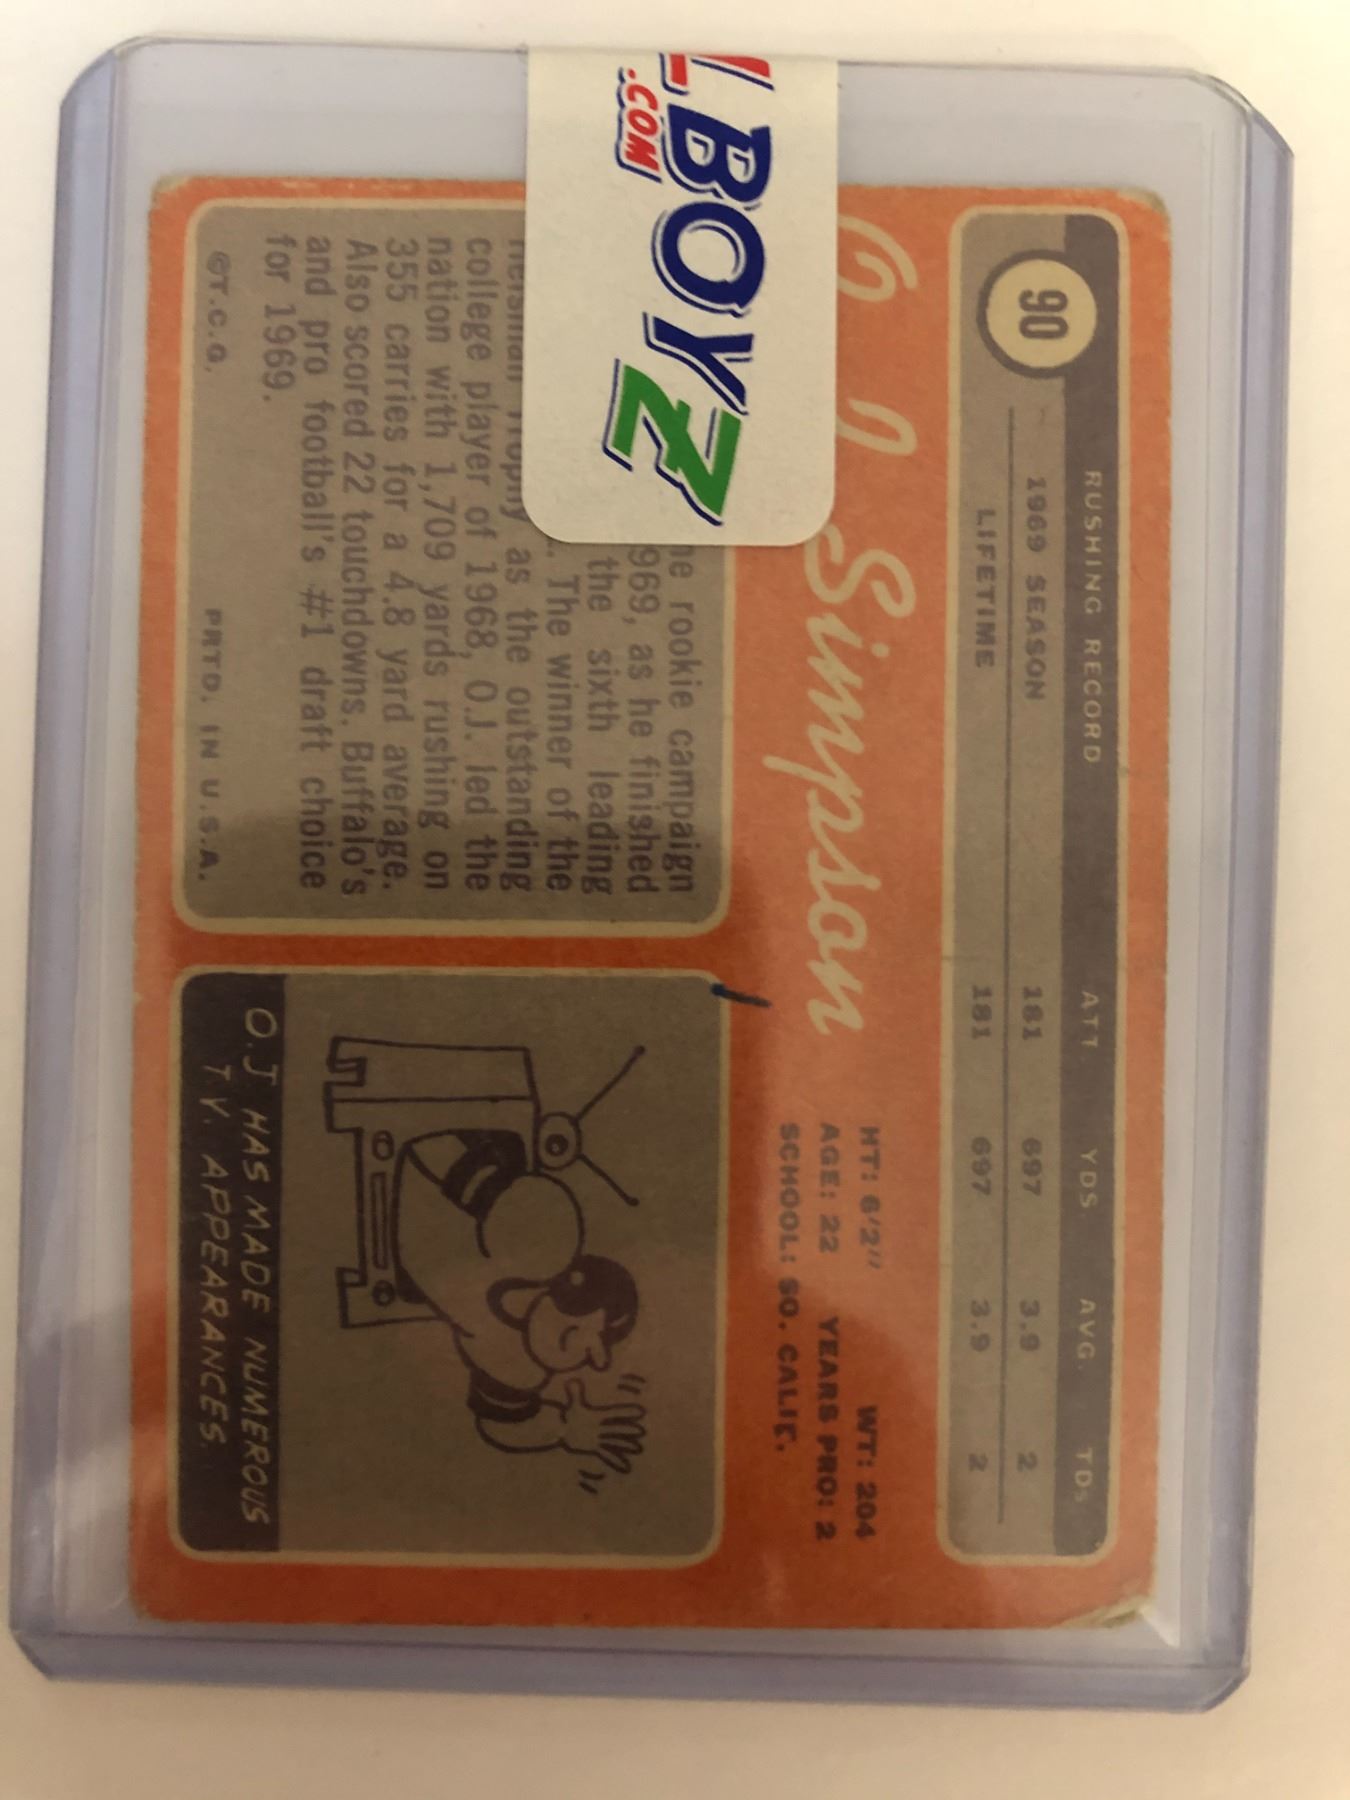 90
RUSHING RECORD ATT. YDS. AVG. TDs
1969 SEASON 181 697 3.9 2
LIFETIME 181 697 3.9 2
O. J. Simpson
HT: 6'2" WT: 204
AGE: 22 YEARS PRO: 2
SCHOOL: SO. CALIF.
rookie campaign
as he finished
the sixth leading
The winner of the
Trophy as the outstanding
college player of 1968, O.J. led the
nation with 1,709 yards rushing on
355 carries for a 4.8 yard average.
Also scored 22 touchdowns. Buffalo's
and pro football's #1 draft choice
for 1969.
©T.C.G. PRTD. IN U.S.A.
O.J HAS MADE NUMEROUS
T.V. APPEARANCES.
BOYZ
.COM